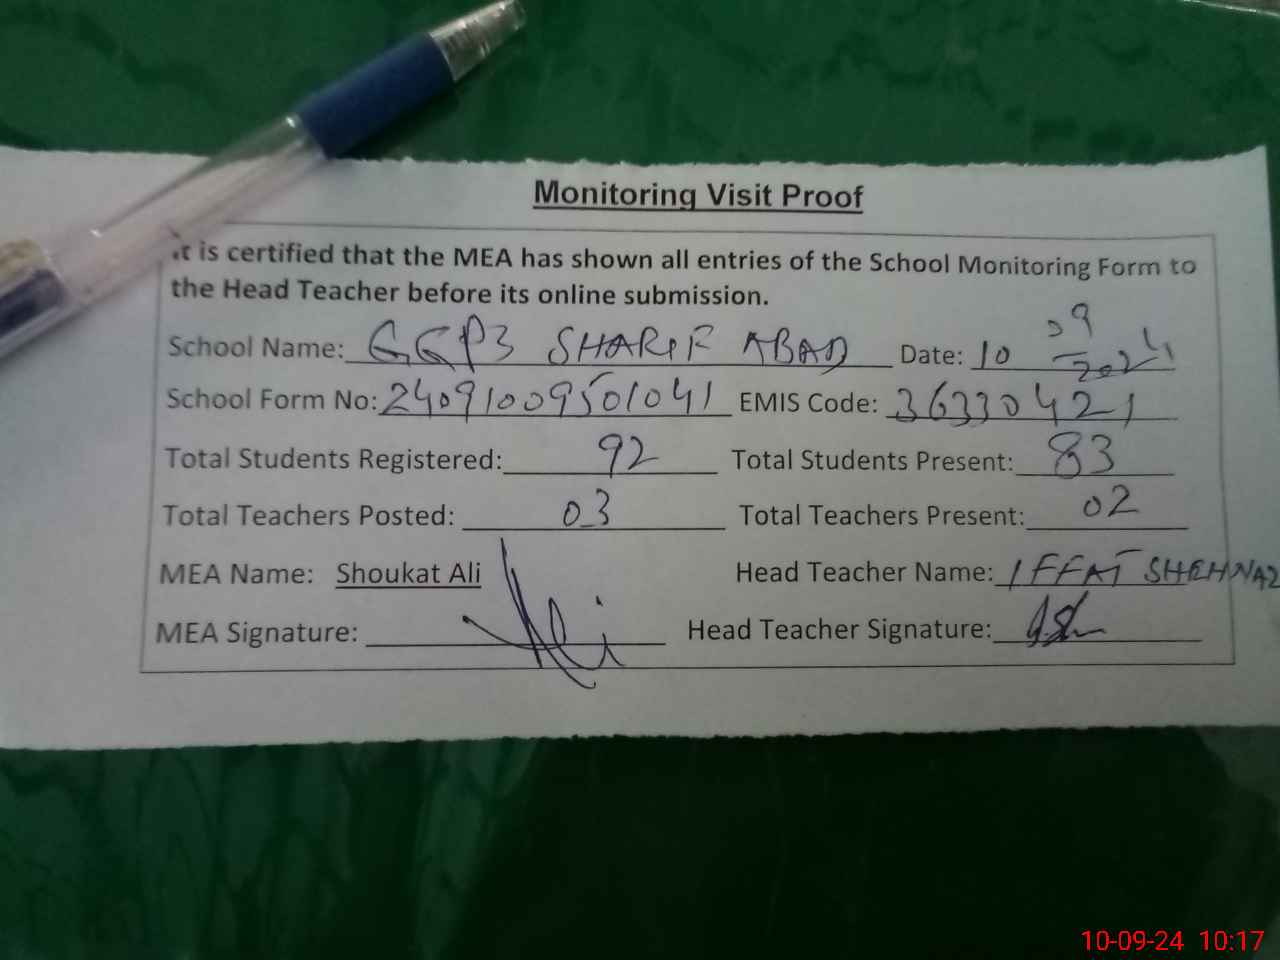 Monitoring Visit Proof
It is certified that the MEA has shown all entries of the School Monitoring Form to
the Head Teacher before its online submission.
School Name: GGPS SHARIF ABAD Date: 10 09 2024
School Form No: 24091009501041 EMIS Code: 36330421
Total Students Registered: 92 Total Students Present: 83
Total Teachers Posted: 03 Total Teachers Present: 02
MEA Name: Shoukat Ali Head Teacher Name: IFFAT SHEHNAZ
MEA Signature: Ali Head Teacher Signature:
10-09-24 10:17